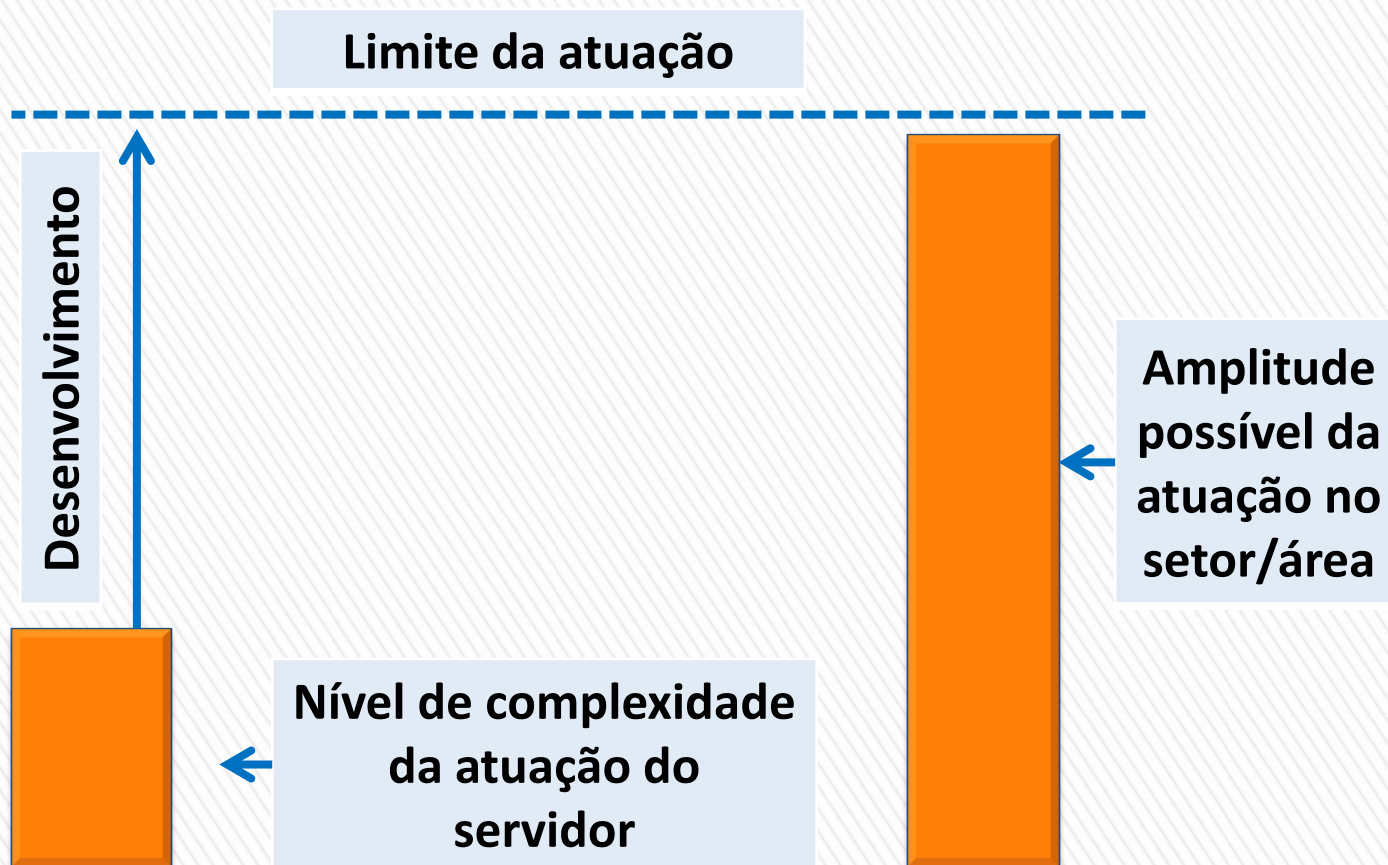 Limite da atuação
Desenvolvimento
Amplitude
possível da
atuação no
setor/área
Nível de complexidade
da atuação do
servidor